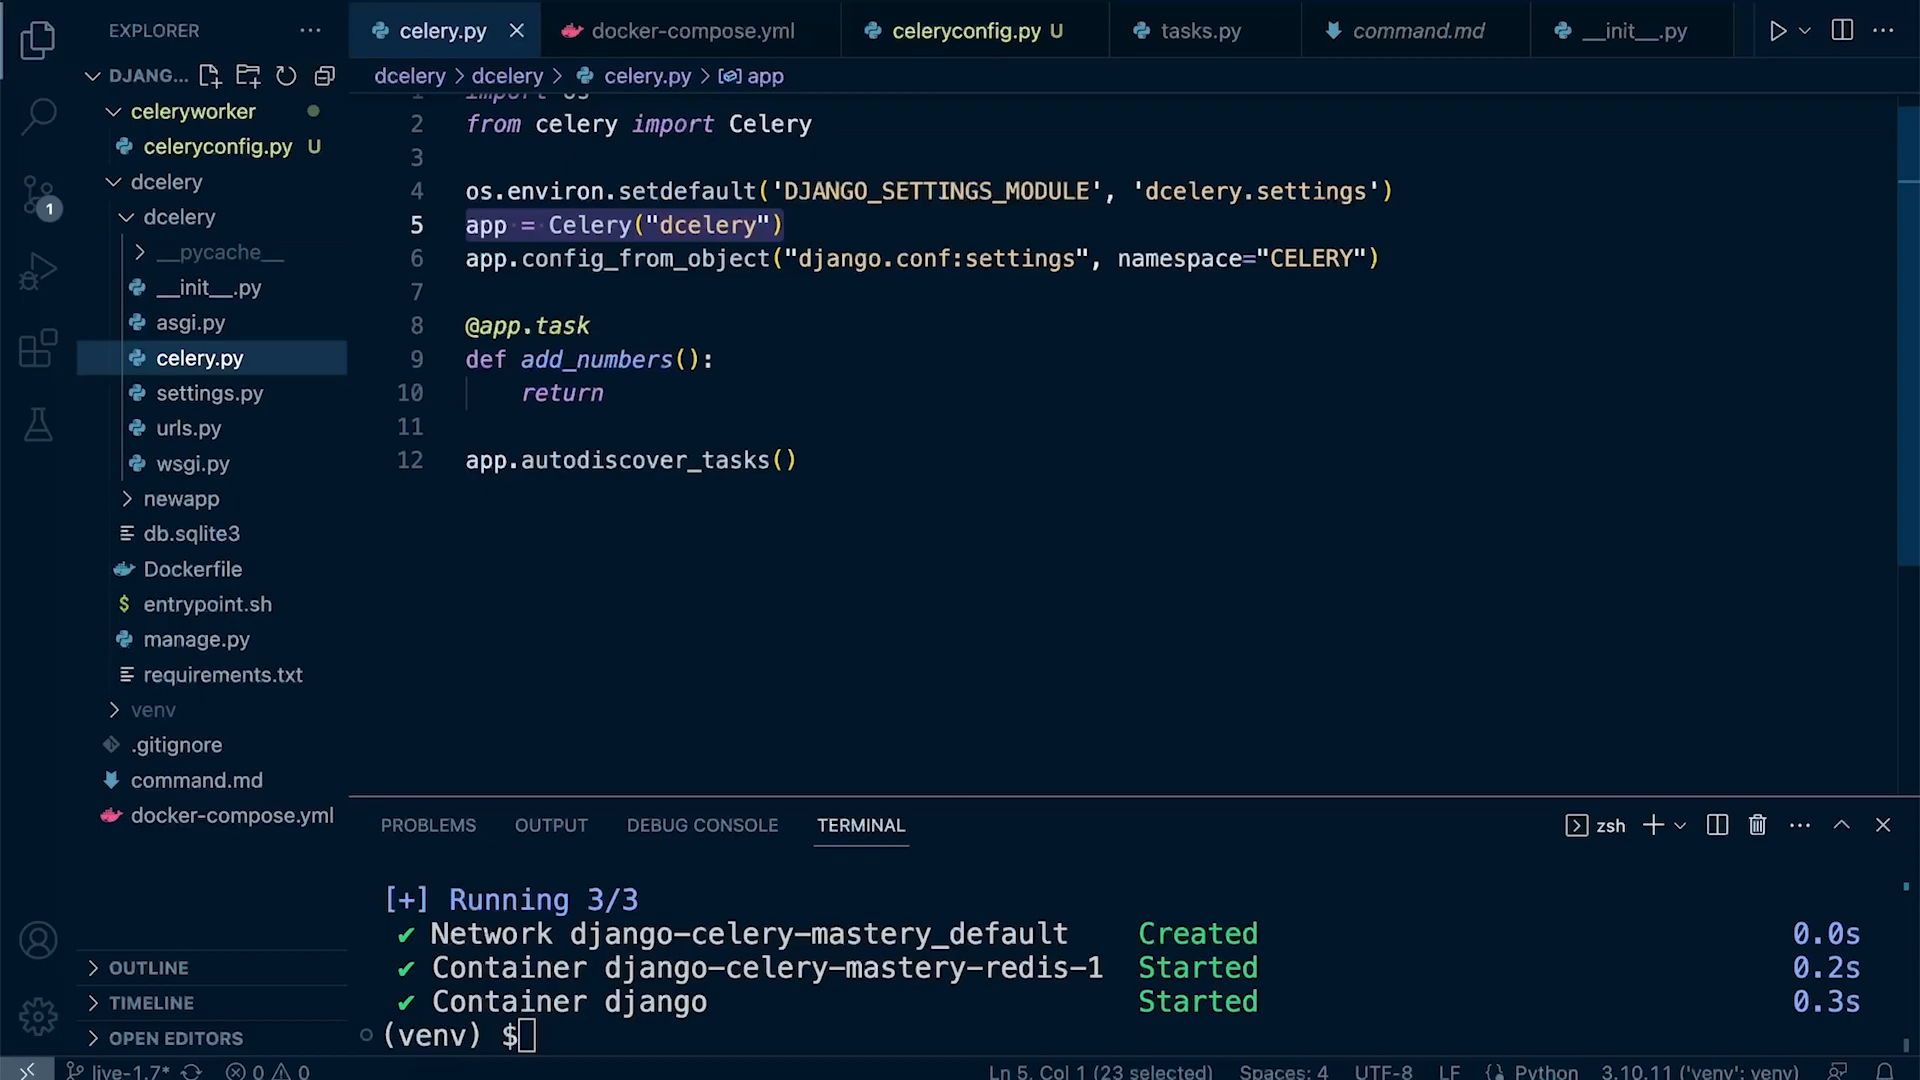 EXPLORER
celery.py
docker-compose.yml
celeryconfig.py U
tasks.py
command.md
__init__.py
DJANG...
dcelery > dcelery > celery.py > app
celeryworker
celeryconfig.py U
dcelery
dcelery
__pycache__
__init__.py
asgi.py
celery.py
settings.py
urls.py
wsgi.py
newapp
db.sqlite3
Dockerfile
entrypoint.sh
manage.py
requirements.txt
venv
.gitignore
command.md
docker-compose.yml
OUTLINE
TIMELINE
OPEN EDITORS
1
1 import os
2 from celery import Celery
3
4 os.environ.setdefault('DJANGO_SETTINGS_MODULE', 'dcelery.settings')
5 app = Celery("dcelery")
6 app.config_from_object("django.conf:settings", namespace="CELERY")
7
8 @app.task
9 def add_numbers():
10 return
11
12 app.autodiscover_tasks()
PROBLEMS OUTPUT DEBUG CONSOLE TERMINAL
zsh
[+] Running 3/3
✔ Network django-celery-mastery_default Created 0.0s
✔ Container django-celery-mastery-redis-1 Started 0.2s
✔ Container django Started 0.3s
(venv) $
live-1.7* 0 0
Ln 5, Col 1 (23 selected) Spaces: 4 UTF-8 LF Python 3.10.11 ('venv': venv)